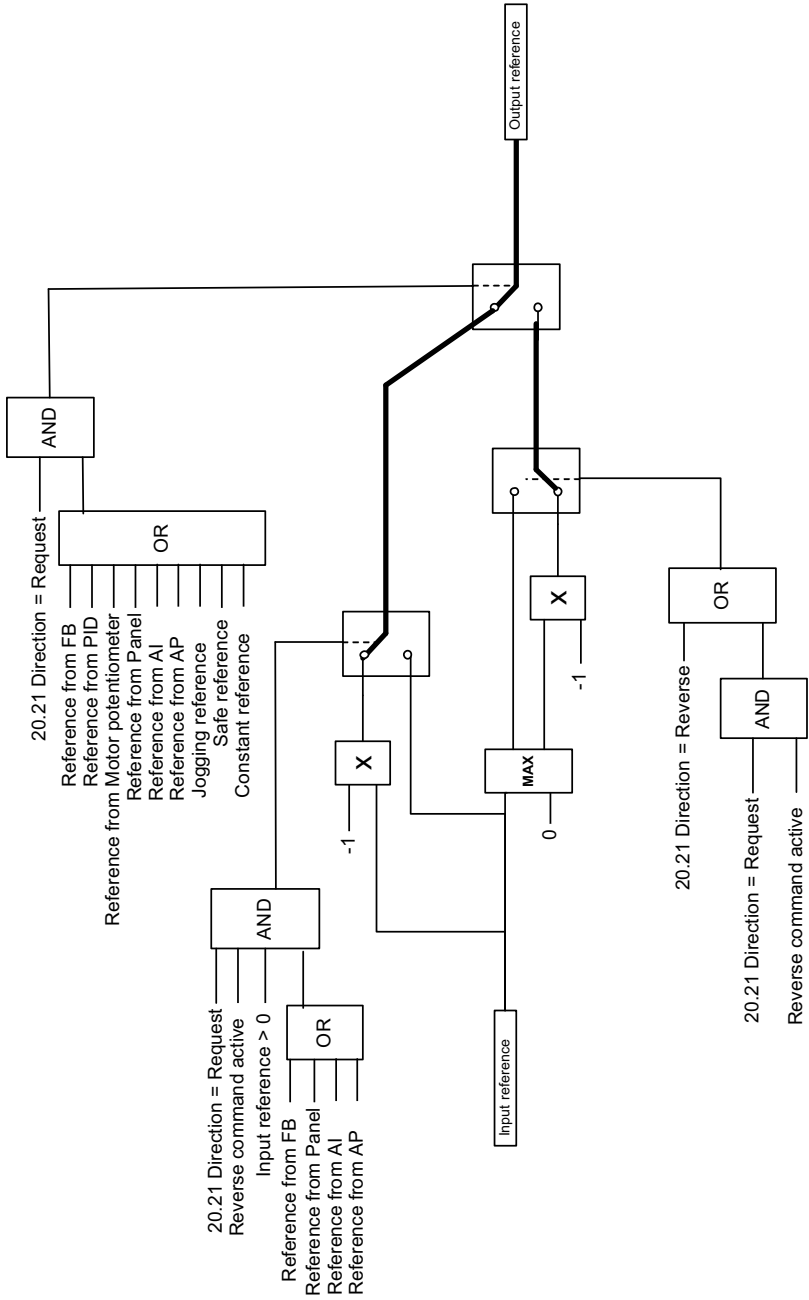 20.21 Direction = Request
Reference from FB
Reference from PID
Reference from Motor potentiometer
Reference from Panel
Reference from AI
Reference from AP
Jogging reference
Safe reference
Constant reference
OR
AND
20.21 Direction = Request
Reverse command active
Input reference > 0
Reference from FB
Reference from Panel
Reference from AI
Reference from AP
OR
AND
-1
X
Input reference
0
MAX
-1
X
Output reference
20.21 Direction = Reverse
20.21 Direction = Request
Reverse command active
AND
OR